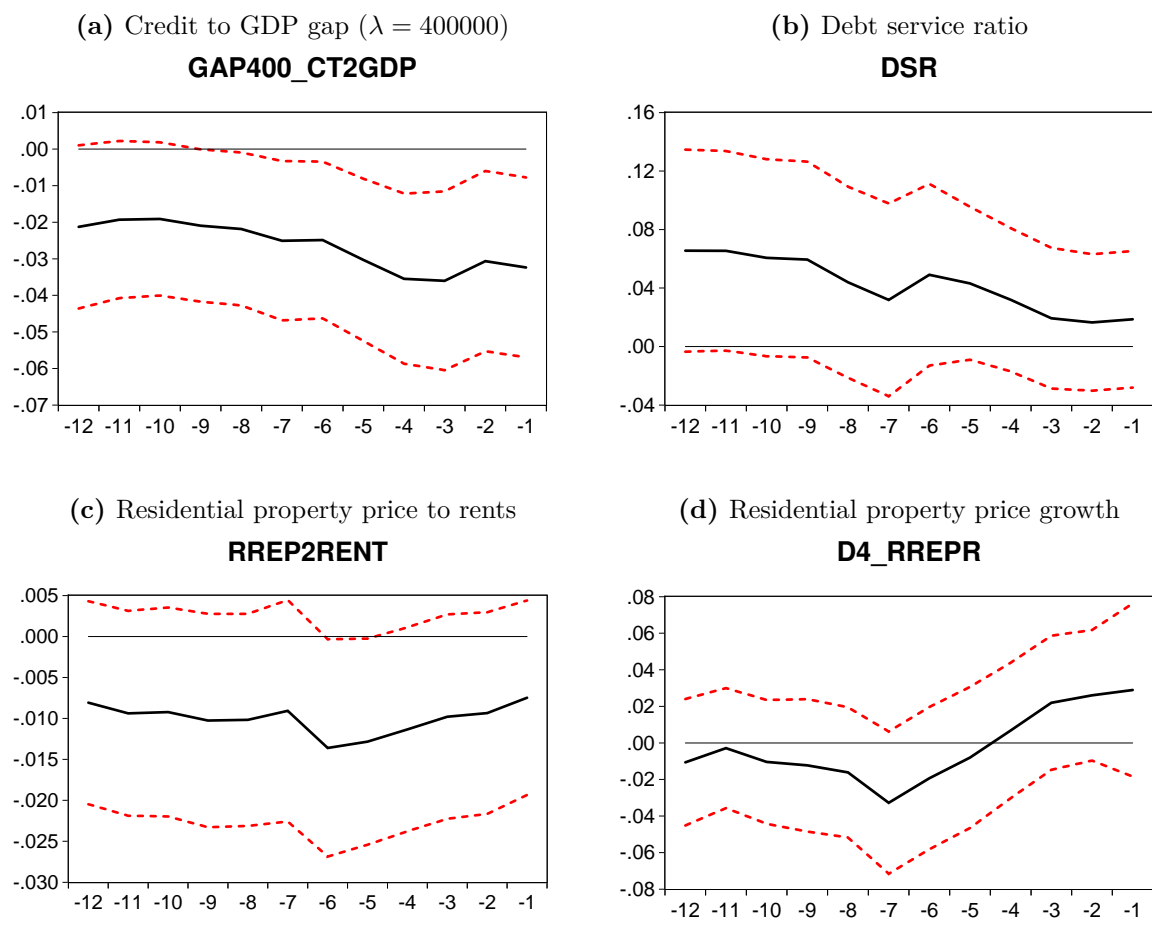 (a) Credit to GDP gap (λ = 400000)
GAP400_CT2GDP
.01
.00
-.01
-.02
-.03
-.04
-.05
-.06
-.07
-12 -11 -10 -9 -8 -7 -6 -5 -4 -3 -2 -1
(b) Debt service ratio
DSR
.16
.12
.08
.04
.00
-.04
-12 -11 -10 -9 -8 -7 -6 -5 -4 -3 -2 -1
(c) Residential property price to rents
RREP2RENT
.005
.000
-.005
-.010
-.015
-.020
-.025
-.030
-12 -11 -10 -9 -8 -7 -6 -5 -4 -3 -2 -1
(d) Residential property price growth
D4_RREPR
.08
.06
.04
.02
.00
-.02
-.04
-.06
-.08
-12 -11 -10 -9 -8 -7 -6 -5 -4 -3 -2 -1